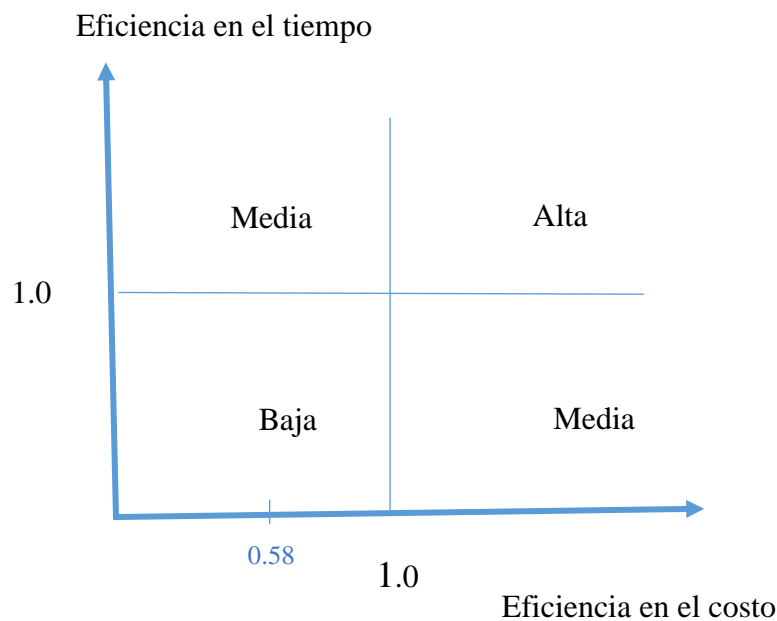 Eficiencia en el tiempo
Media
Alta
1.0
Baja
Media
0.58
1.0
Eficiencia en el costo